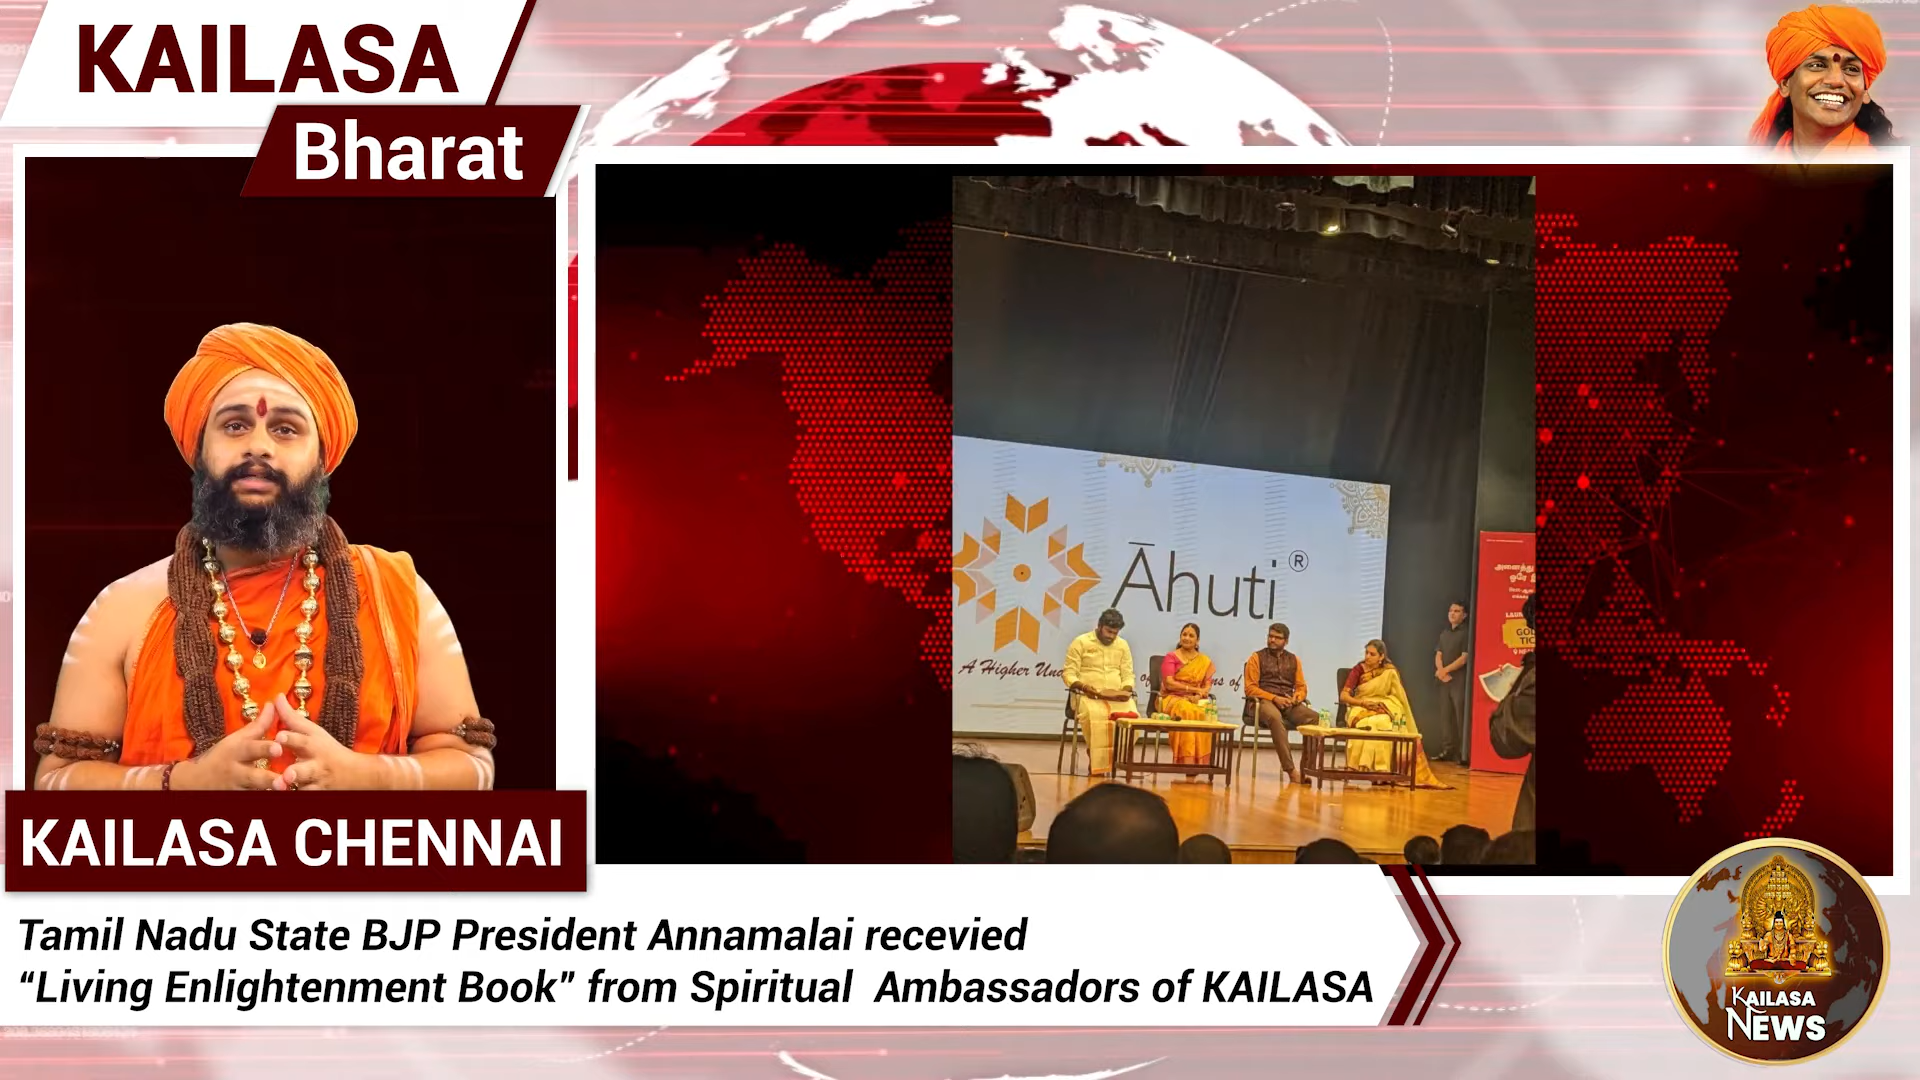 KAILASA
Bharat
Āhuti ®
A Higher
KAILASA CHENNAI
Tamil Nadu State BJP President Annamalai recevied
“Living Enlightenment Book” from Spiritual Ambassadors of KAILASA
KAILASA
NEWS